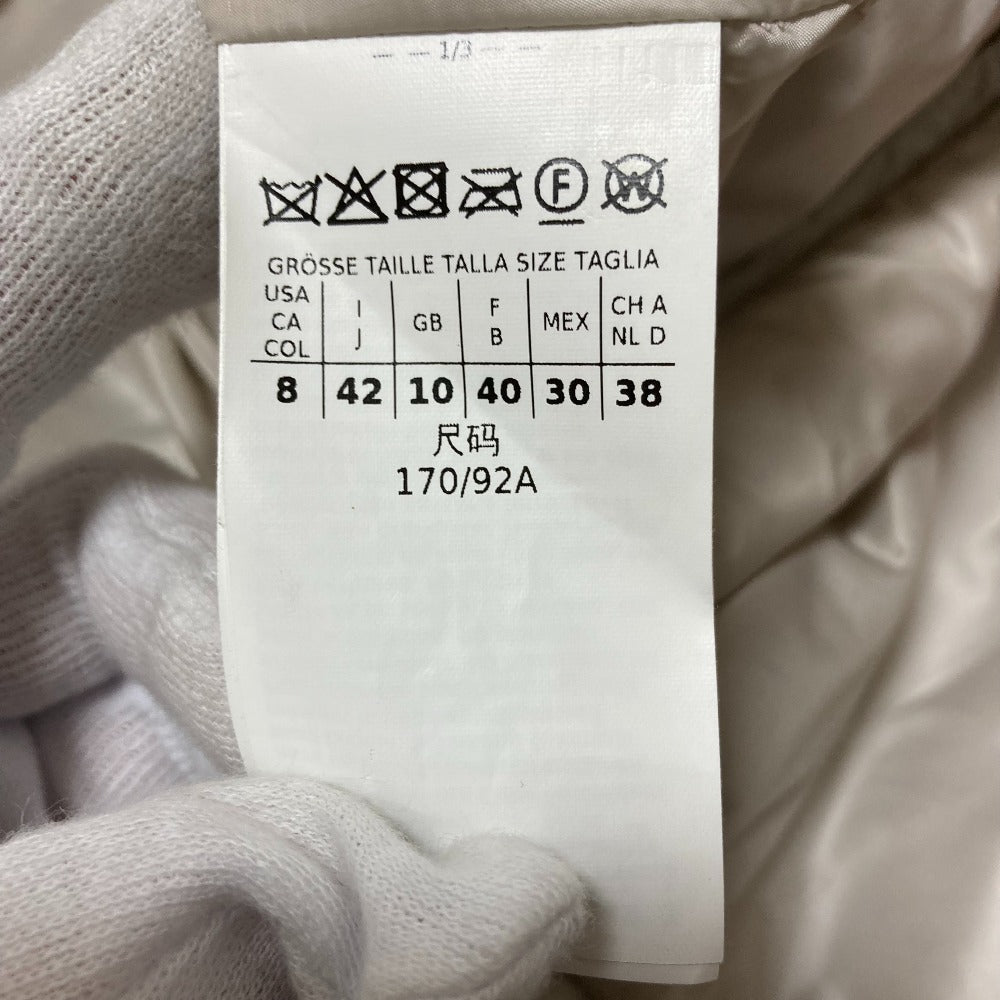 1/3
F W
GRÖSSE TAILLE TALLA SIZE TAGLIA
USA CA COL | I J | GB | F B | MEX | CH A NL D
8 | 42 | 10 | 40 | 30 | 38
尺码
170/92A